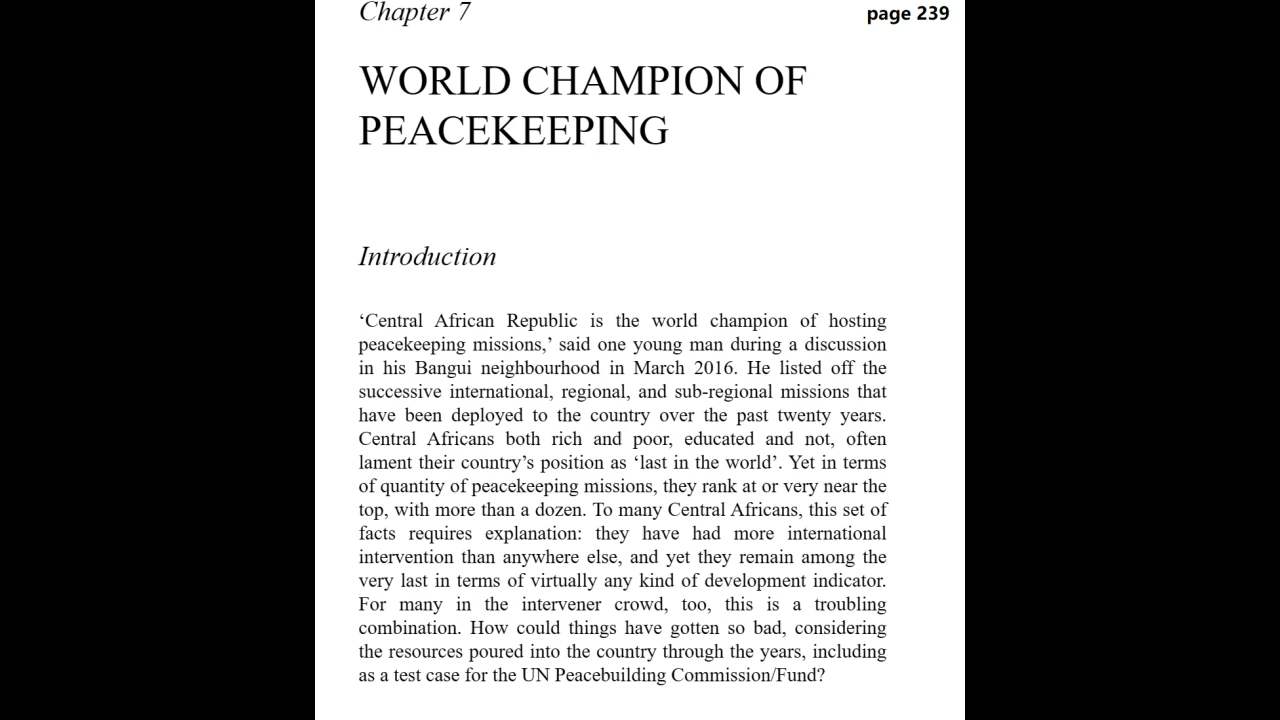 Chapter 7
page 239
WORLD CHAMPION OF
PEACEKEEPING
Introduction
‘Central African Republic is the world champion of hosting
peacekeeping missions,’ said one young man during a discussion
in his Bangui neighbourhood in March 2016. He listed off the
successive international, regional, and sub-regional missions that
have been deployed to the country over the past twenty years.
Central Africans both rich and poor, educated and not, often
lament their country’s position as ‘last in the world’. Yet in terms
of quantity of peacekeeping missions, they rank at or very near the
top, with more than a dozen. To many Central Africans, this set of
facts requires explanation: they have had more international
intervention than anywhere else, and yet they remain among the
very last in terms of virtually any kind of development indicator.
For many in the intervener crowd, too, this is a troubling
combination. How could things have gotten so bad, considering
the resources poured into the country through the years, including
as a test case for the UN Peacebuilding Commission/Fund?